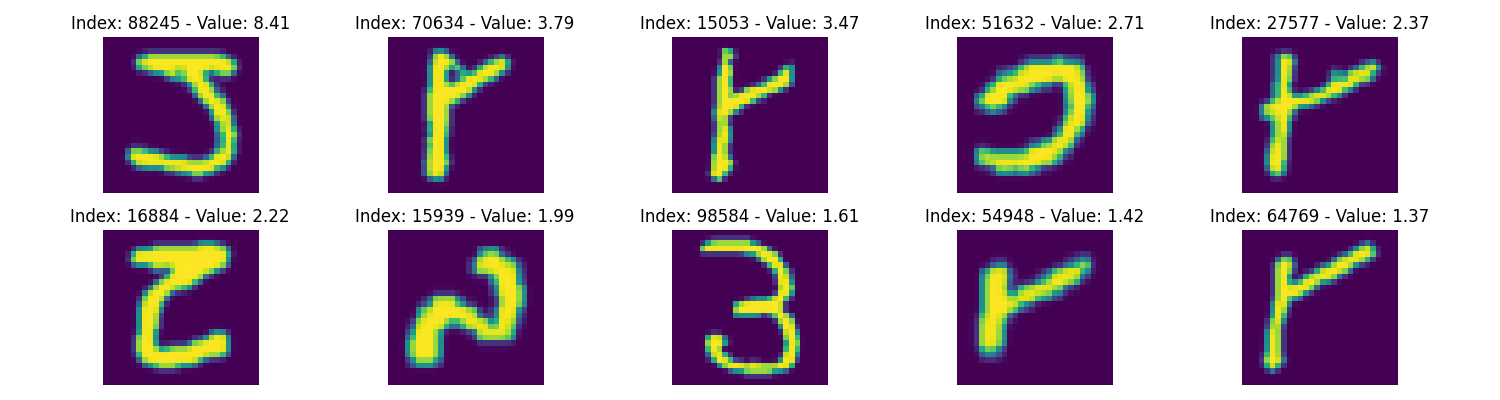 Index: 88245 - Value: 8.41 Index: 70634 - Value: 3.79 Index: 15053 - Value: 3.47 Index: 51632 - Value: 2.71 Index: 27577 - Value: 2.37
Index: 16884 - Value: 2.22 Index: 15939 - Value: 1.99 Index: 98584 - Value: 1.61 Index: 54948 - Value: 1.42 Index: 64769 - Value: 1.37
3